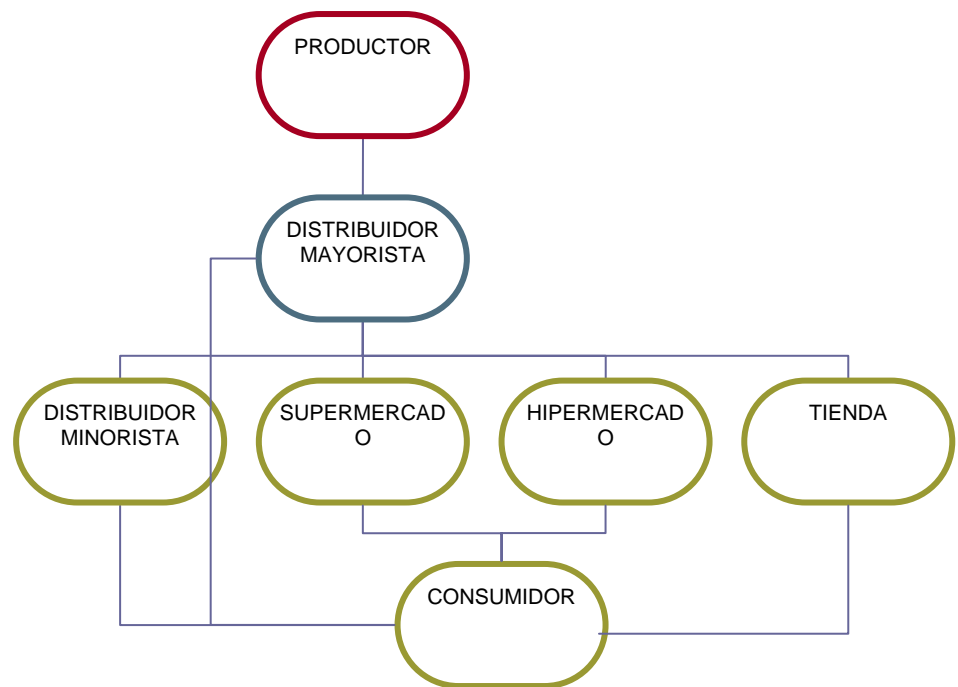 PRODUCTOR
DISTRIBUIDOR
MAYORISTA
DISTRIBUIDOR
MINORISTA
SUPERMERCAD
O
HIPERMERCAD
O
TIENDA
CONSUMIDOR